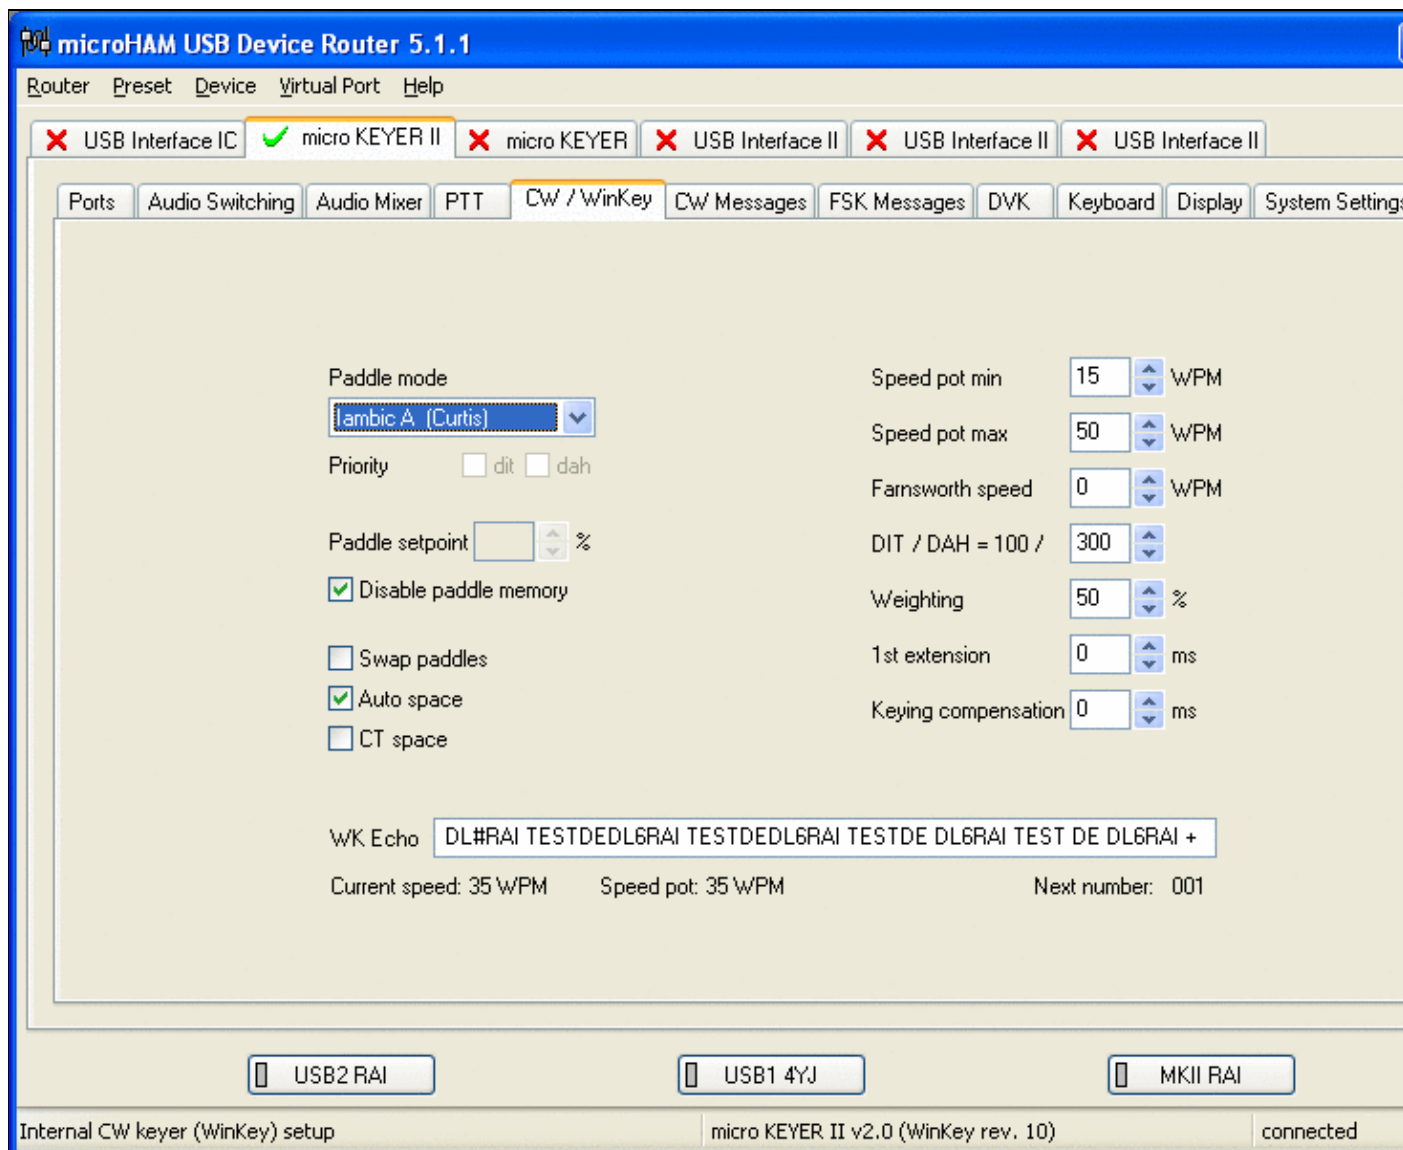 microHAM USB Device Router 5.1.1
Router Preset Device Virtual Port Help
USB Interface IC micro KEYER II micro KEYER USB Interface II USB Interface II USB Interface II
Ports Audio Switching Audio Mixer PTT CW / WinKey CW Messages FSK Messages DVK Keyboard Display System Settings
Paddle mode Speed pot min 15 WPM
Iambic A (Curtis)
Speed pot max 50 WPM
Priority dit dah
Farnsworth speed 0 WPM
Paddle setpoint % DIT / DAH = 100 / 300
Disable paddle memory Weighting 50 %
Swap paddles 1st extension 0 ms
Auto space Keying compensation 0 ms
CT space
WK Echo DL#RAI TESTDEDL6RAI TESTDEDL6RAI TESTDE DL6RAI TEST DE DL6RAI +
Current speed: 35 WPM Speed pot: 35 WPM Next number: 001
USB2 RAI USB1 4YJ MKII RAI
Internal CW keyer (WinKey) setup micro KEYER II v2.0 (WinKey rev. 10) connected